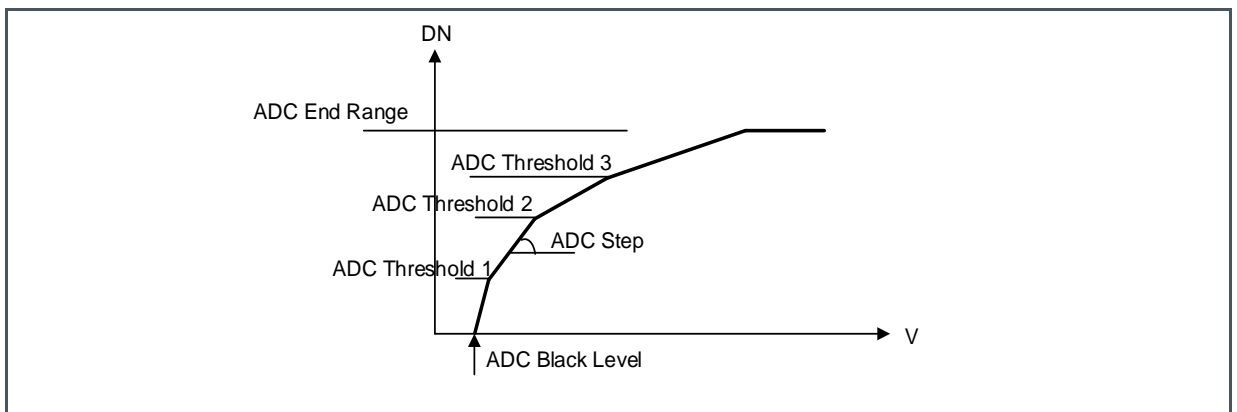 DN
ADC End Range
ADC Threshold 3
ADC Threshold 2
ADC Step
ADC Threshold 1
V
ADC Black Level